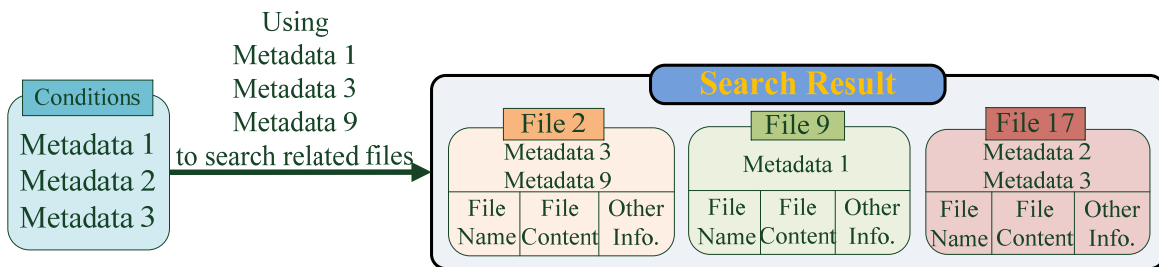 Conditions
Metadata 1
Metadata 2
Metadata 3
Using
Metadata 1
Metadata 3
Metadata 9
to search related files
Search Result
File 2
Metadata 3
Metadata 9
File
Name
File
Content
Other
Info.
File 9
Metadata 1
File
Name
File
Content
Other
Info.
File 17
Metadata 2
Metadata 3
File
Name
File
Content
Other
Info.